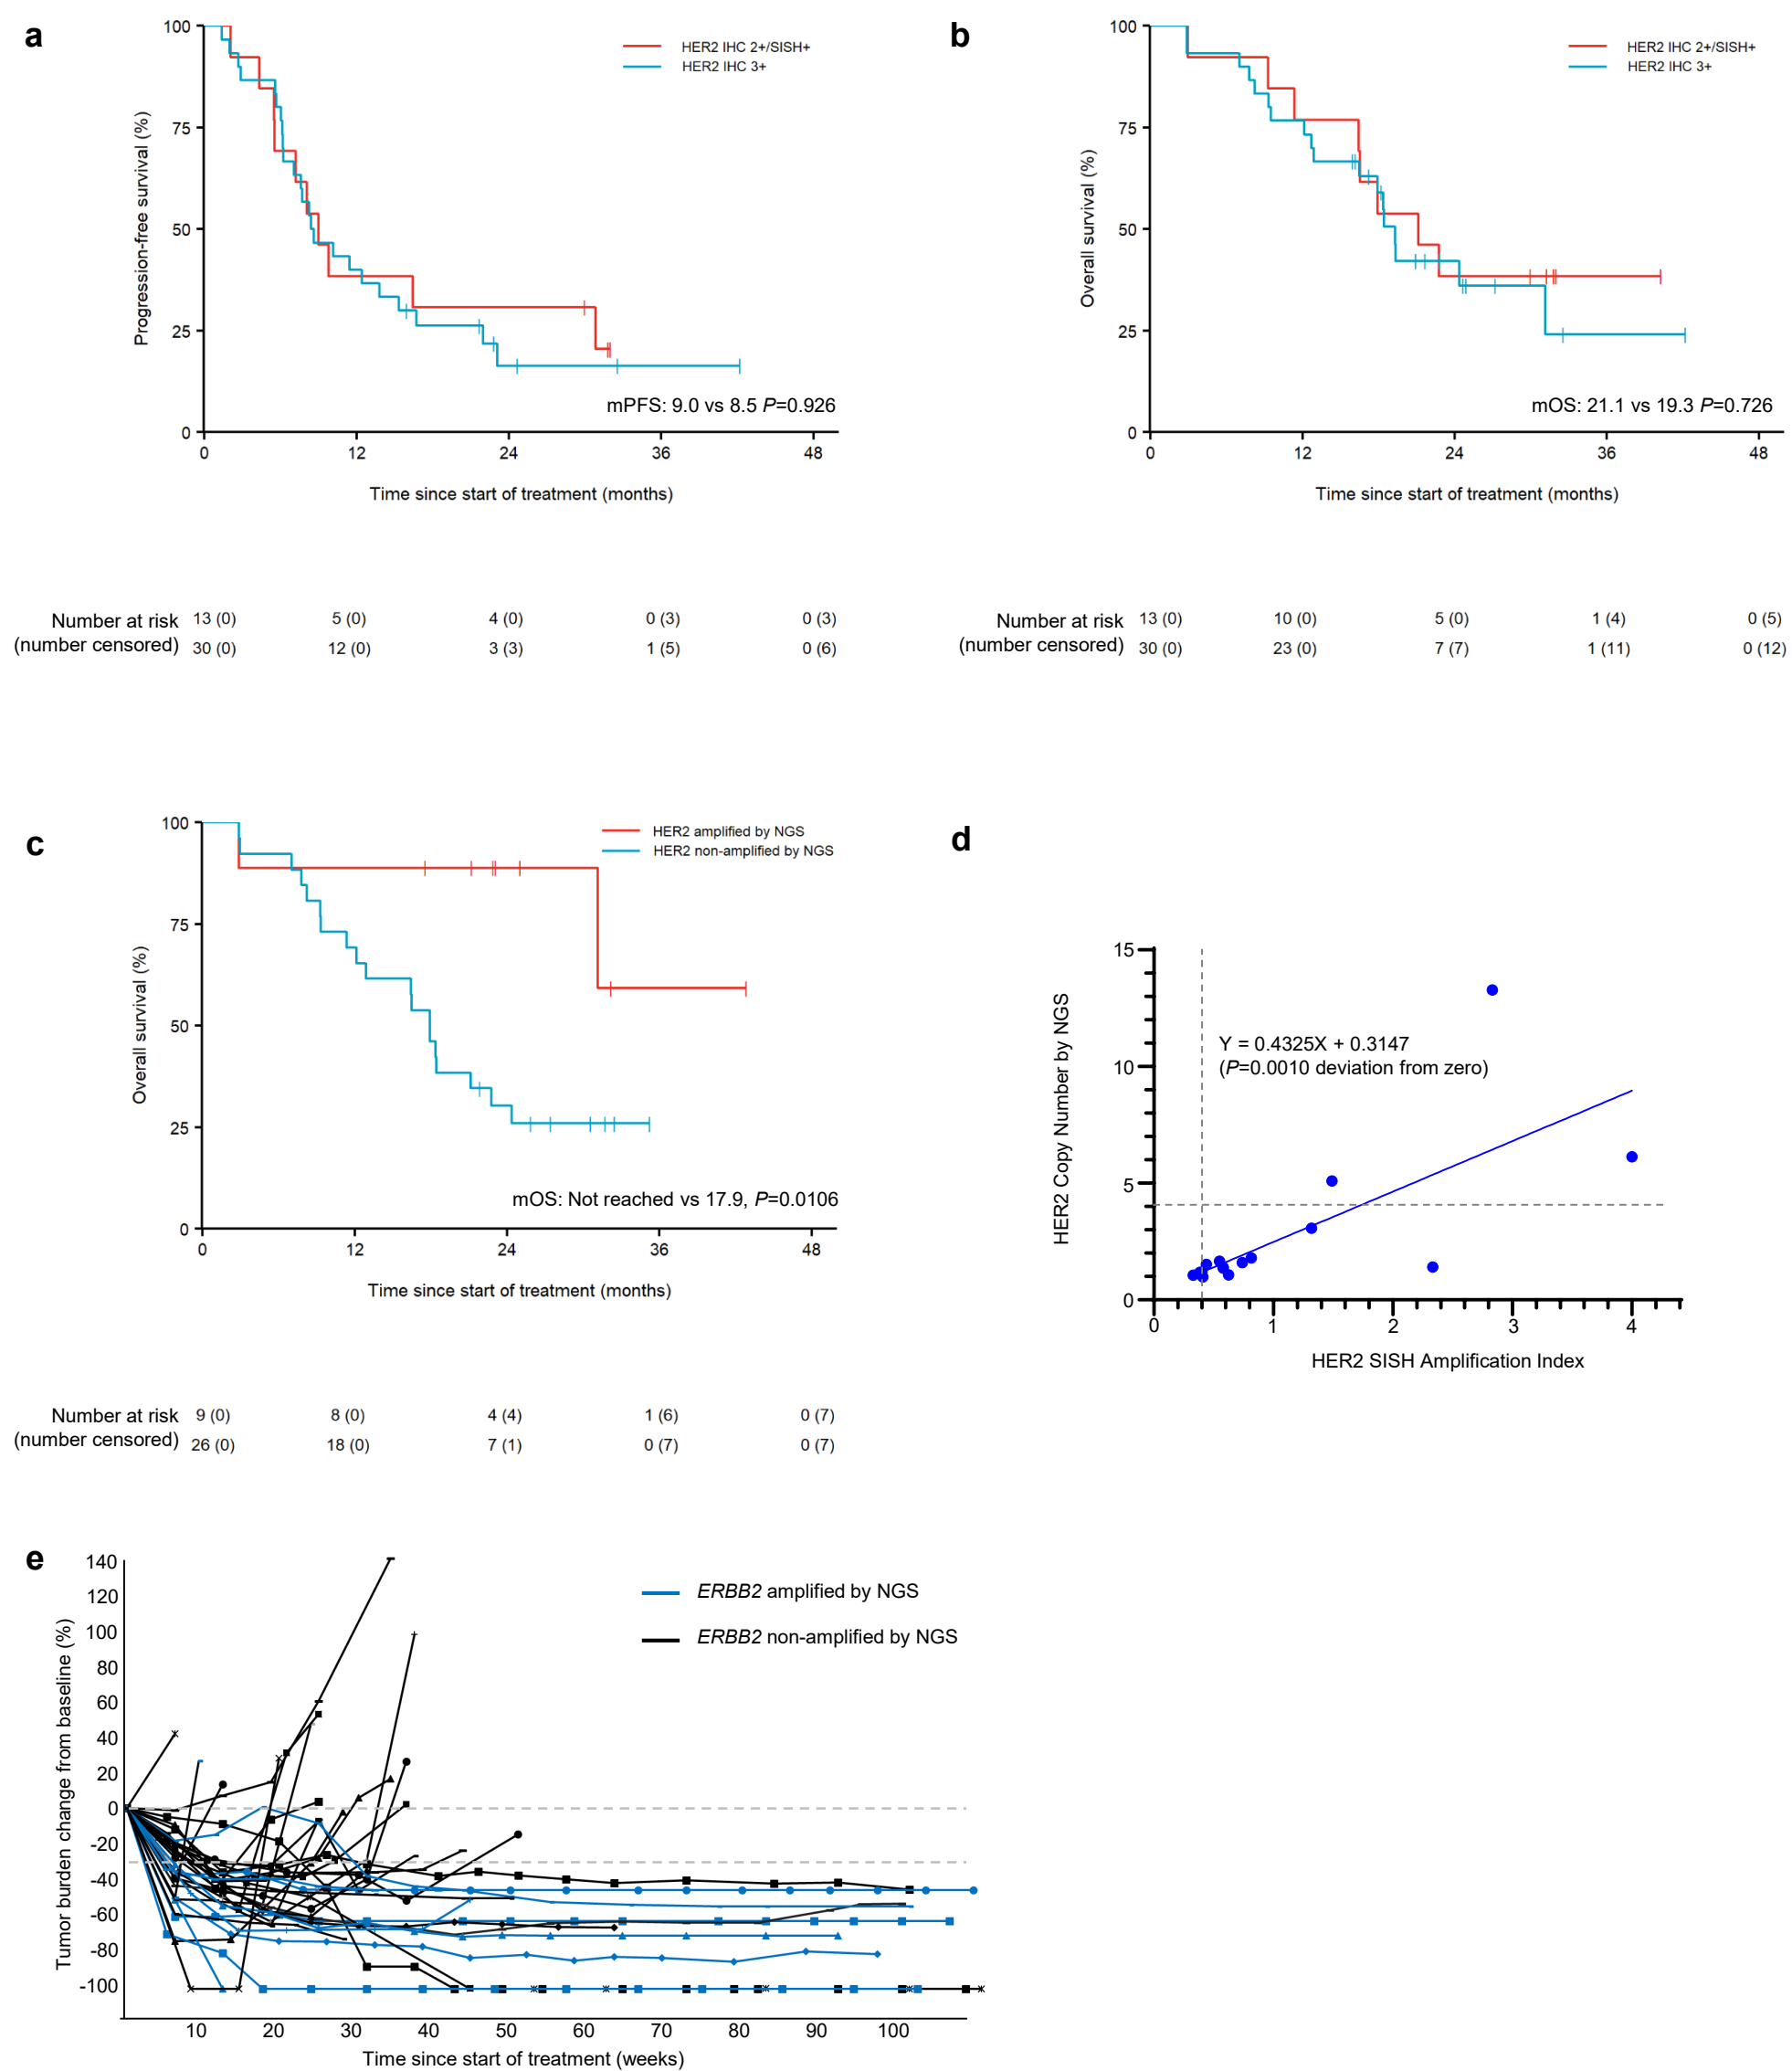 a
100
75
50
25
0
Progression-free survival (%)
HER2 IHC 2+/SISH+
HER2 IHC 3+
mPFS: 9.0 vs 8.5 P=0.926
0 12 24 36 48
Time since start of treatment (months)
Number at risk
(number censored)
13 (0) 5 (0) 4 (0) 0 (3) 0 (3)
30 (0) 12 (0) 3 (3) 1 (5) 0 (6)
b
100
75
50
25
0
Overall survival (%)
HER2 IHC 2+/SISH+
HER2 IHC 3+
mOS: 21.1 vs 19.3 P=0.726
0 12 24 36 48
Time since start of treatment (months)
Number at risk
(number censored)
13 (0) 10 (0) 5 (0) 1 (4) 0 (5)
30 (0) 23 (0) 7 (7) 1 (11) 0 (12)
c
100
75
50
25
0
Overall survival (%)
HER2 amplified by NGS
HER2 non-amplified by NGS
mOS: Not reached vs 17.9, P=0.0106
0 12 24 36 48
Time since start of treatment (months)
Number at risk
(number censored)
9 (0) 8 (0) 4 (4) 1 (6) 0 (7)
26 (0) 18 (0) 7 (1) 0 (7) 0 (7)
d
15
10
5
0
HER2 Copy Number by NGS
Y = 0.4325X + 0.3147
(P=0.0010 deviation from zero)
0 1 2 3 4
HER2 SISH Amplification Index
e
140
120
100
80
60
40
20
0
-20
-40
-60
-80
-100
Tumor burden change from baseline (%)
ERBB2 amplified by NGS
ERBB2 non-amplified by NGS
10 20 30 40 50 60 70 80 90 100
Time since start of treatment (weeks)